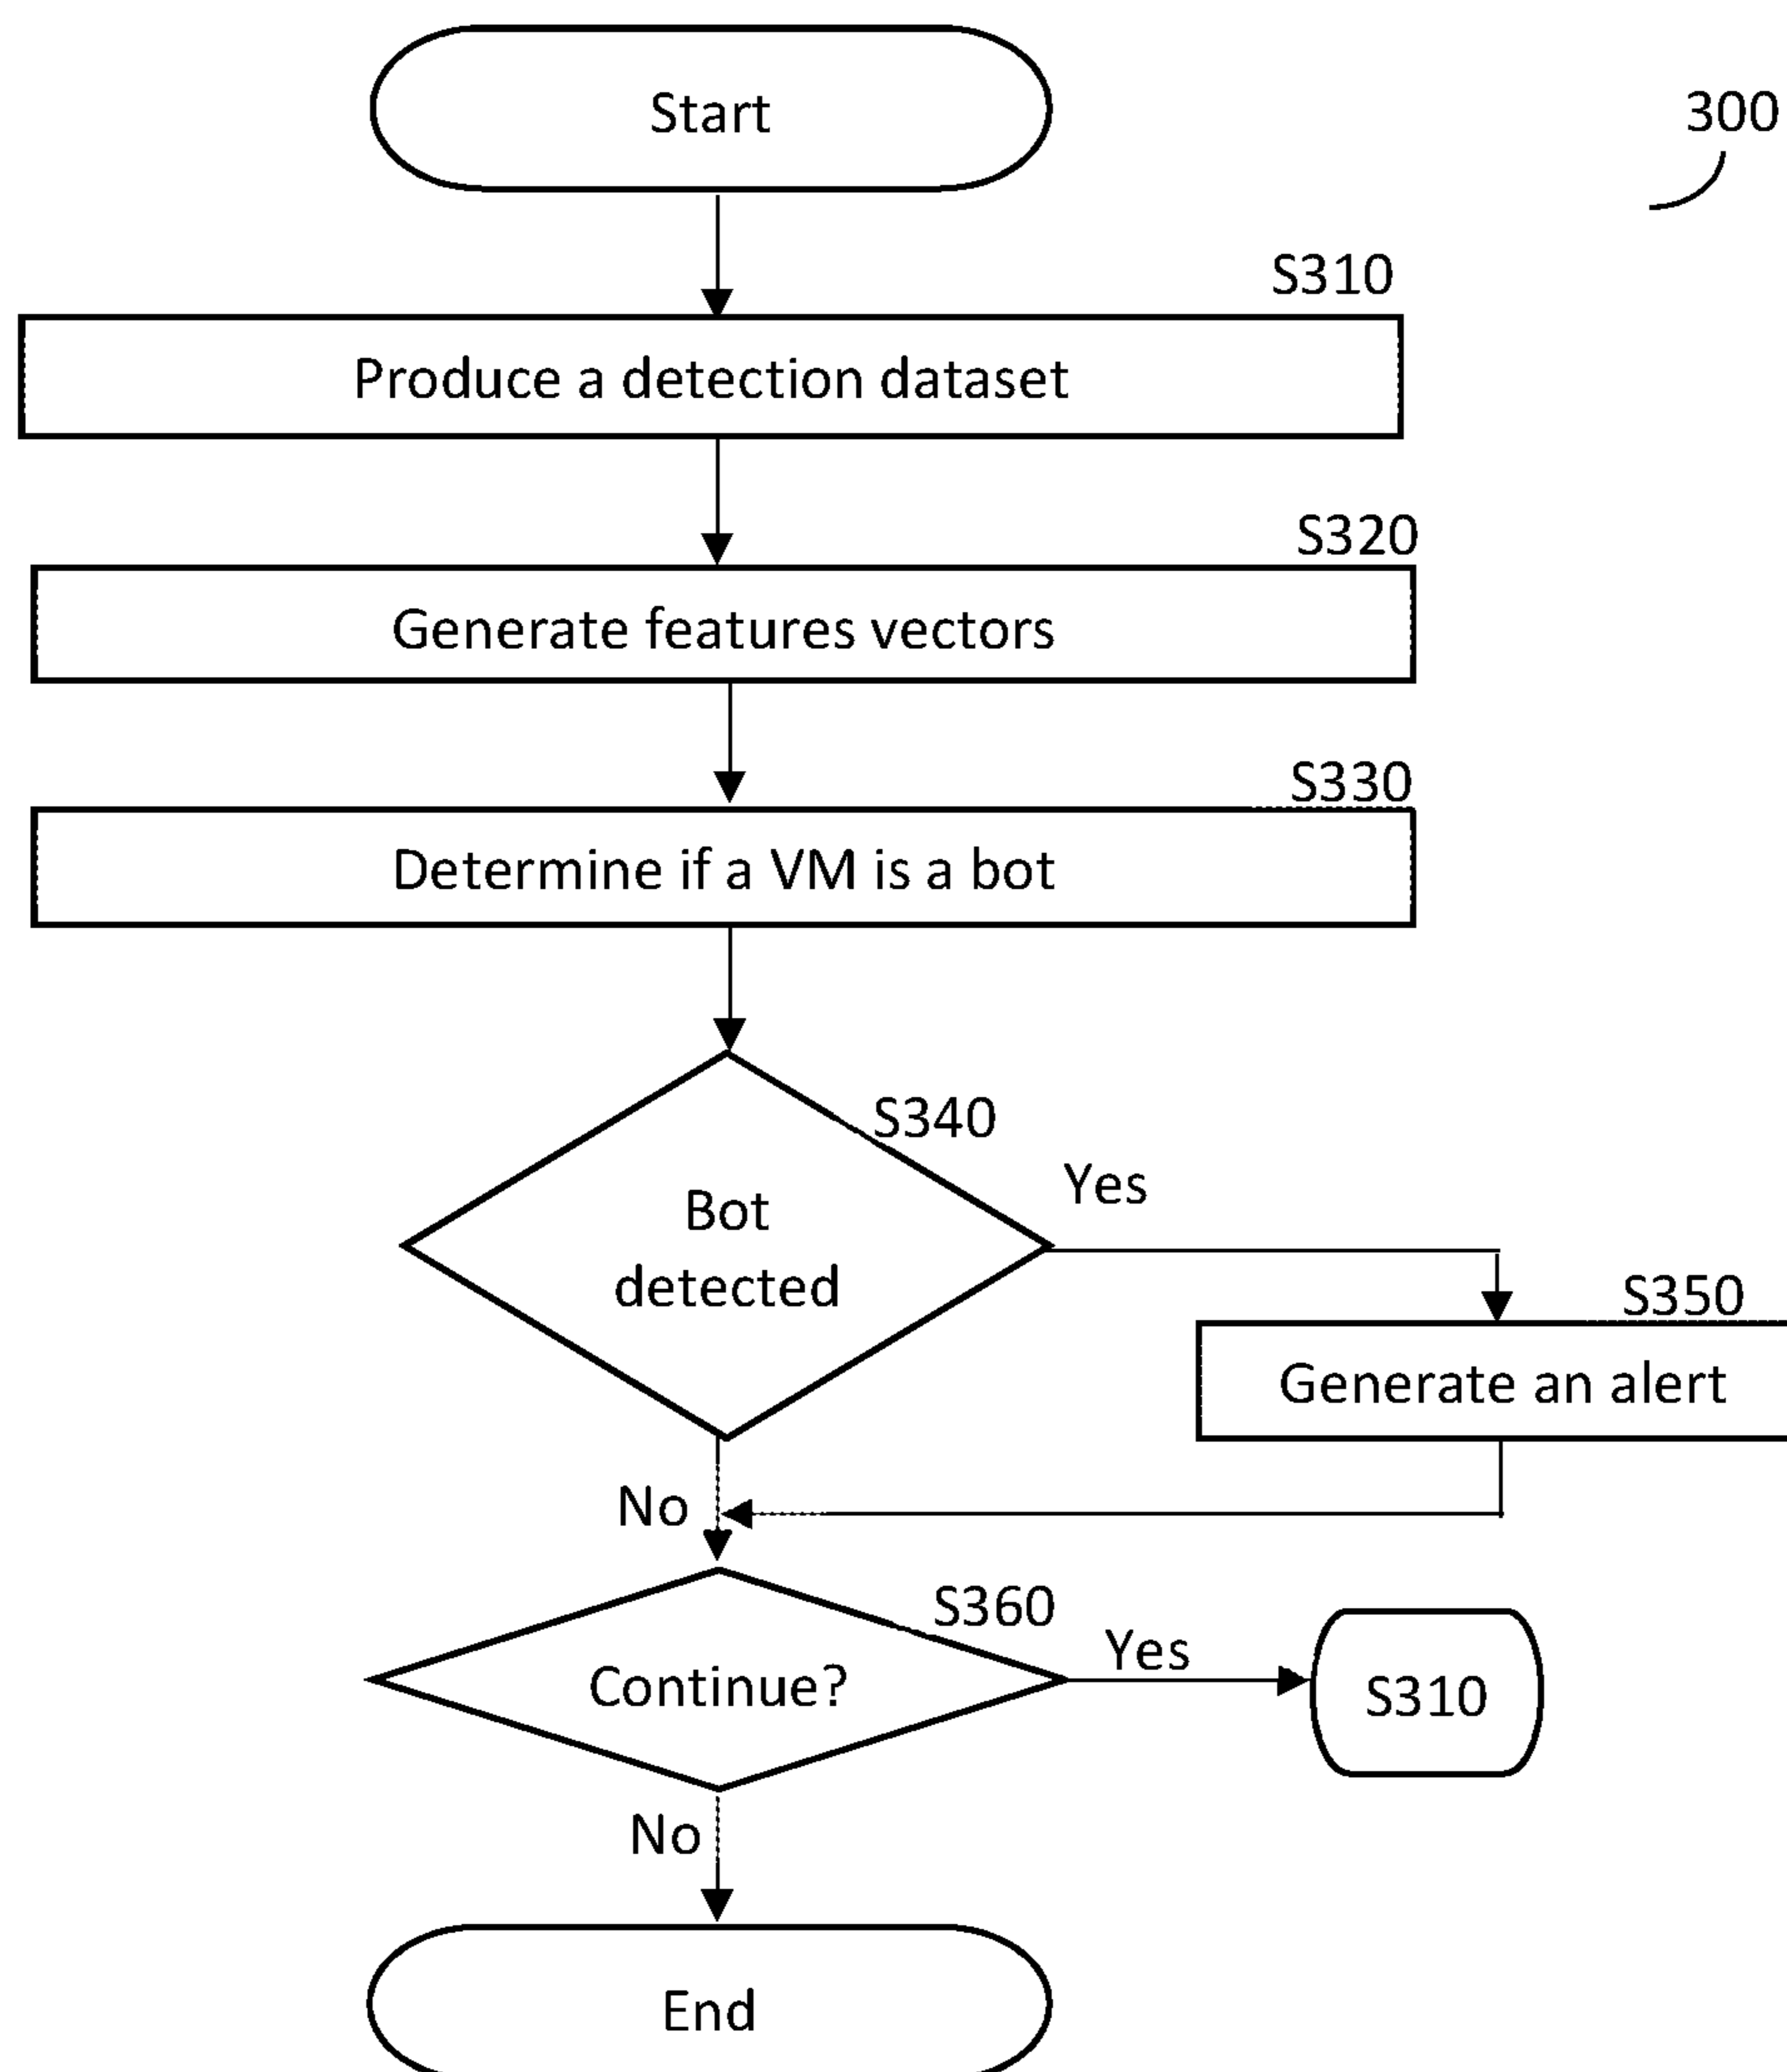 Start
300
S310
Produce a detection dataset
S320
Generate features vectors
S330
Determine if a VM is a bot
S340
Bot
detected
Yes
S350
Generate an alert
No
S360
Continue?
Yes
S310
No
End